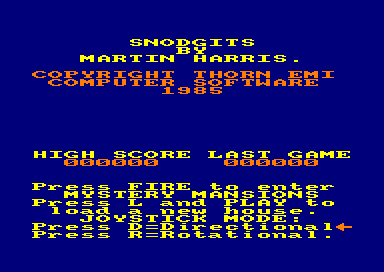 SNODGITS
BY
MARTIN HARRIS.
COPYRIGHT THORN EMI
COMPUTER SOFTWARE
1985
HIGH SCORE LAST GAME
000000 000000
Press FIRE to enter
MYSTERY MANSIONS
Press L and PLAY to
load a new house.
JOYSTICK MODE:
Press D=Directional←
Press R=Rotational.